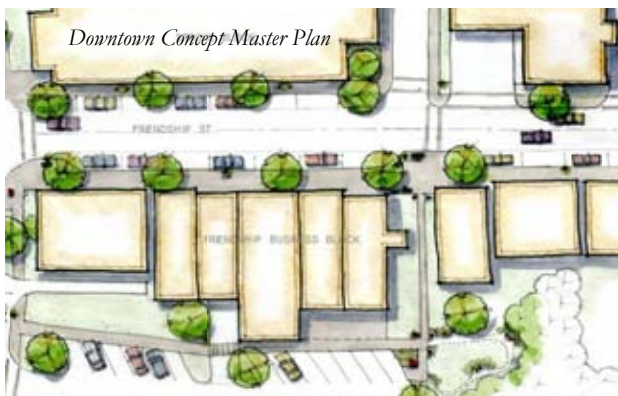 Downtown Concept Master Plan
FRIENDSHIP ST.
FRIENDSHIP BUSINESS BLOCK